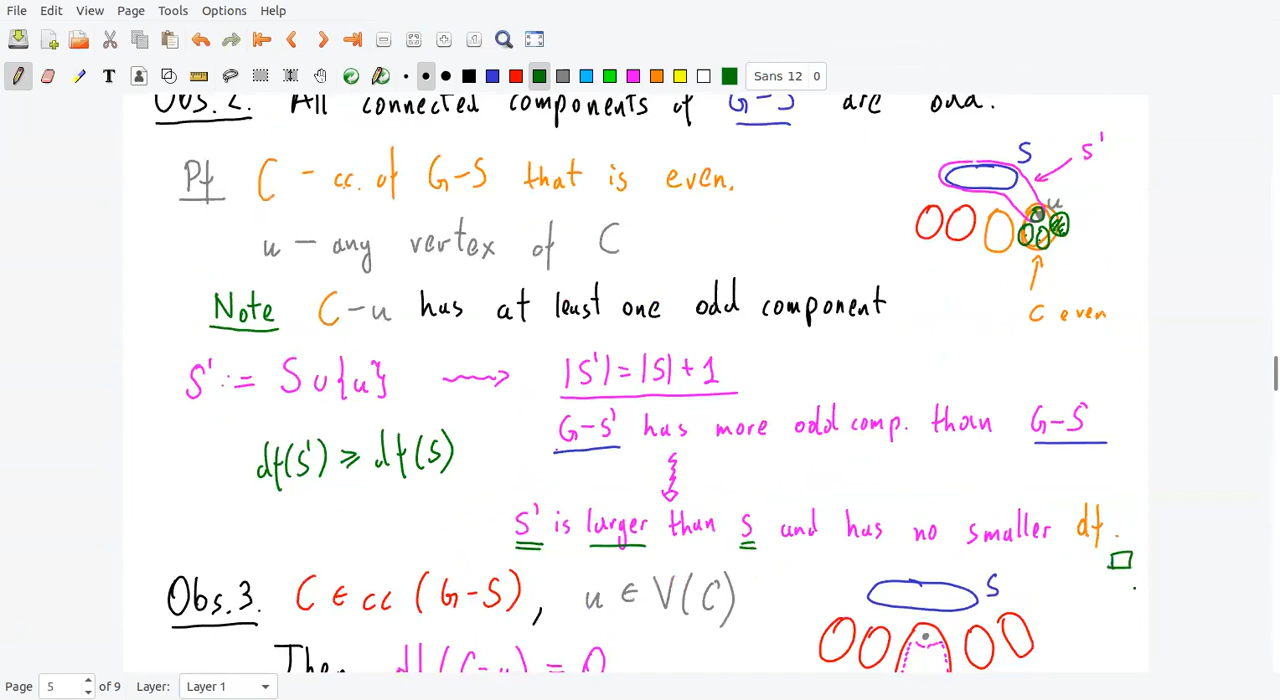 File Edit View Page Tools Options Help
Sans 12 0
Obs. 2. All connected components of G-S are odd.
S S'
Pf C - cc. of G-S that is even.
u
u - any vertex of C
Note C-u has at least one odd component
C even
S' := S ∪ {u} |S'| = |S| + 1
G-S' has more odd comp. than G-S
df(S') ⩾ df(S)
S' is larger than S and has no smaller df.
Obs. 3. C ∈ cc (G-S), u ∈ V(C)
S
Then df(C-u) = 0
Page 5 of 9 Layer: Layer 1